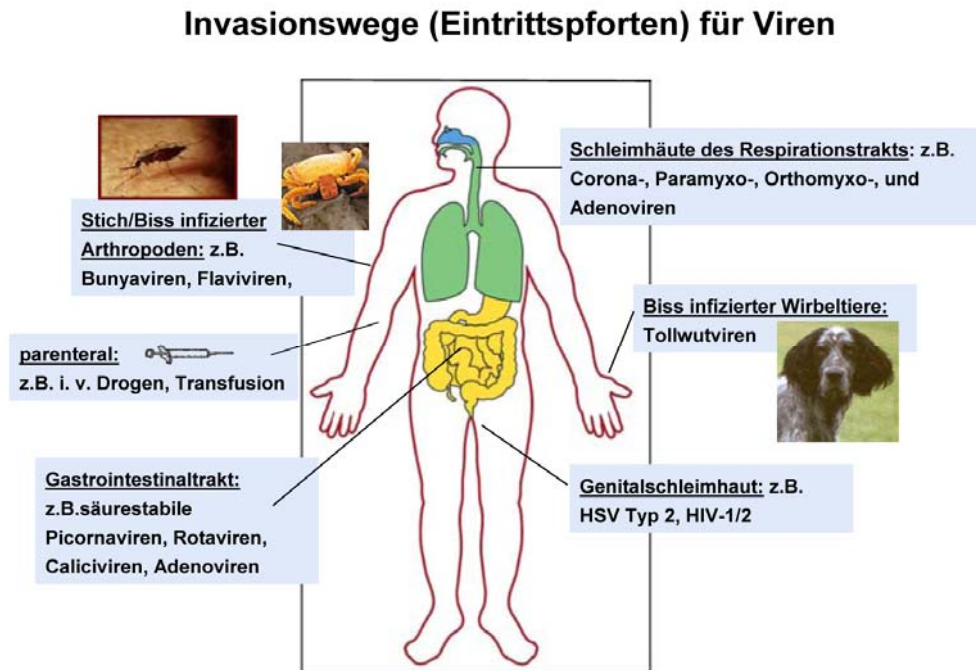 Invasionswege (Eintrittspforten) für Viren
Stich/Biss infizierter
Arthropoden: z.B.
Bunyaviren, Flaviviren,
parenteral:
z.B. i. v. Drogen, Transfusion
Gastrointestinaltrakt:
z.B.säurestabile
Picornaviren, Rotaviren,
Caliciviren, Adenoviren
Schleimhäute des Respirationstrakts: z.B.
Corona-, Paramyxo-, Orthomyxo-, und
Adenoviren
Biss infizierter Wirbeltiere:
Tollwutviren
Genitalschleimhaut: z.B.
HSV Typ 2, HIV-1/2